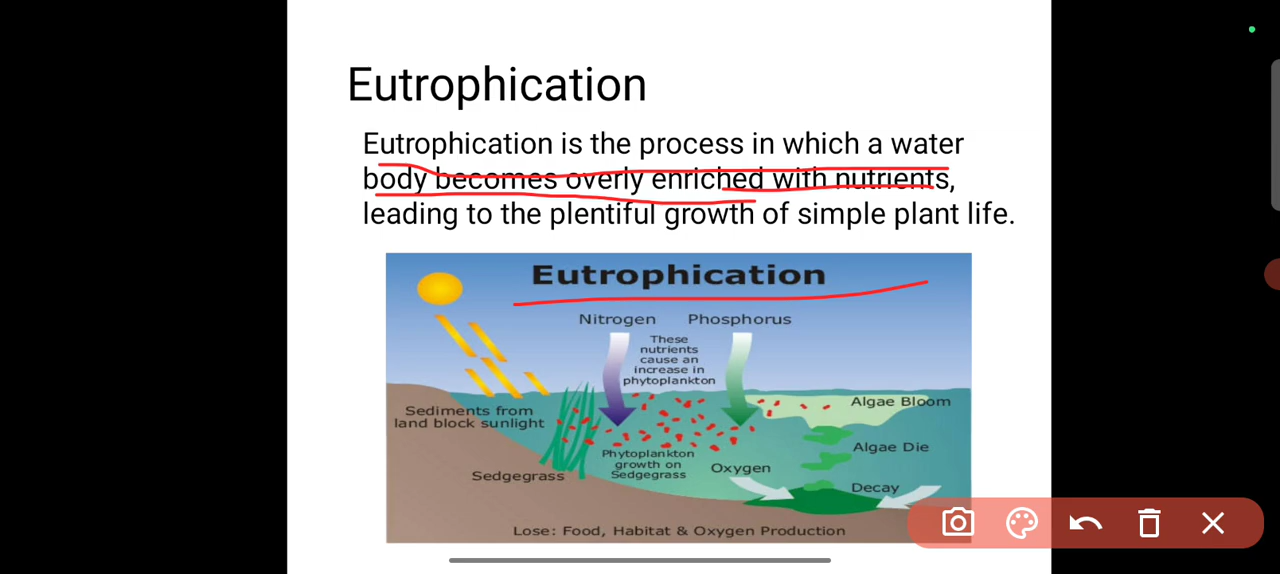 Eutrophication
Eutrophication is the process in which a water
body becomes overly enriched with nutrients,
leading to the plentiful growth of simple plant life.
Eutrophication
Nitrogen
Phosphorus
These
nutrients
cause an
increase in
phytoplankton
Sediments from
land block sunlight
Algae Bloom
Algae Die
Phytoplankton
growth on
Sedgegrass
Oxygen
Sedgegrass
Decay
Lose: Food, Habitat & Oxygen Production